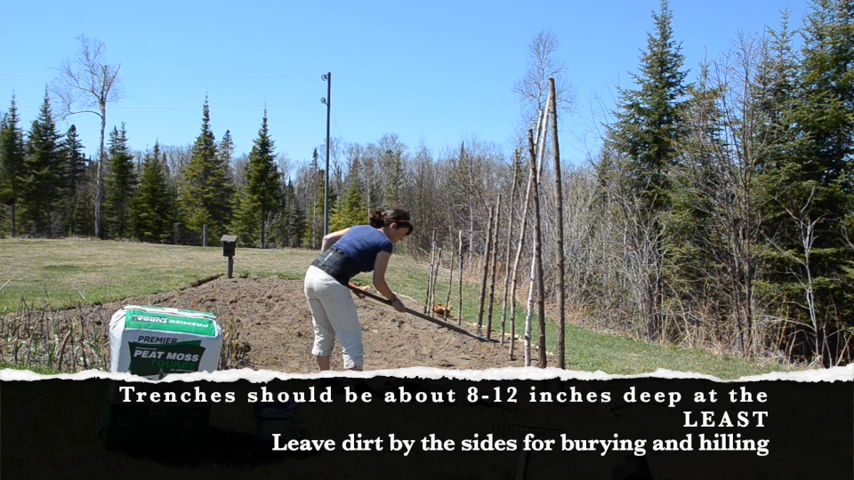 PREMIER
PREMIER
PEAT MOSS
Trenches should be about 8-12 inches deep at the
LEAST
Leave dirt by the sides for burying and hilling